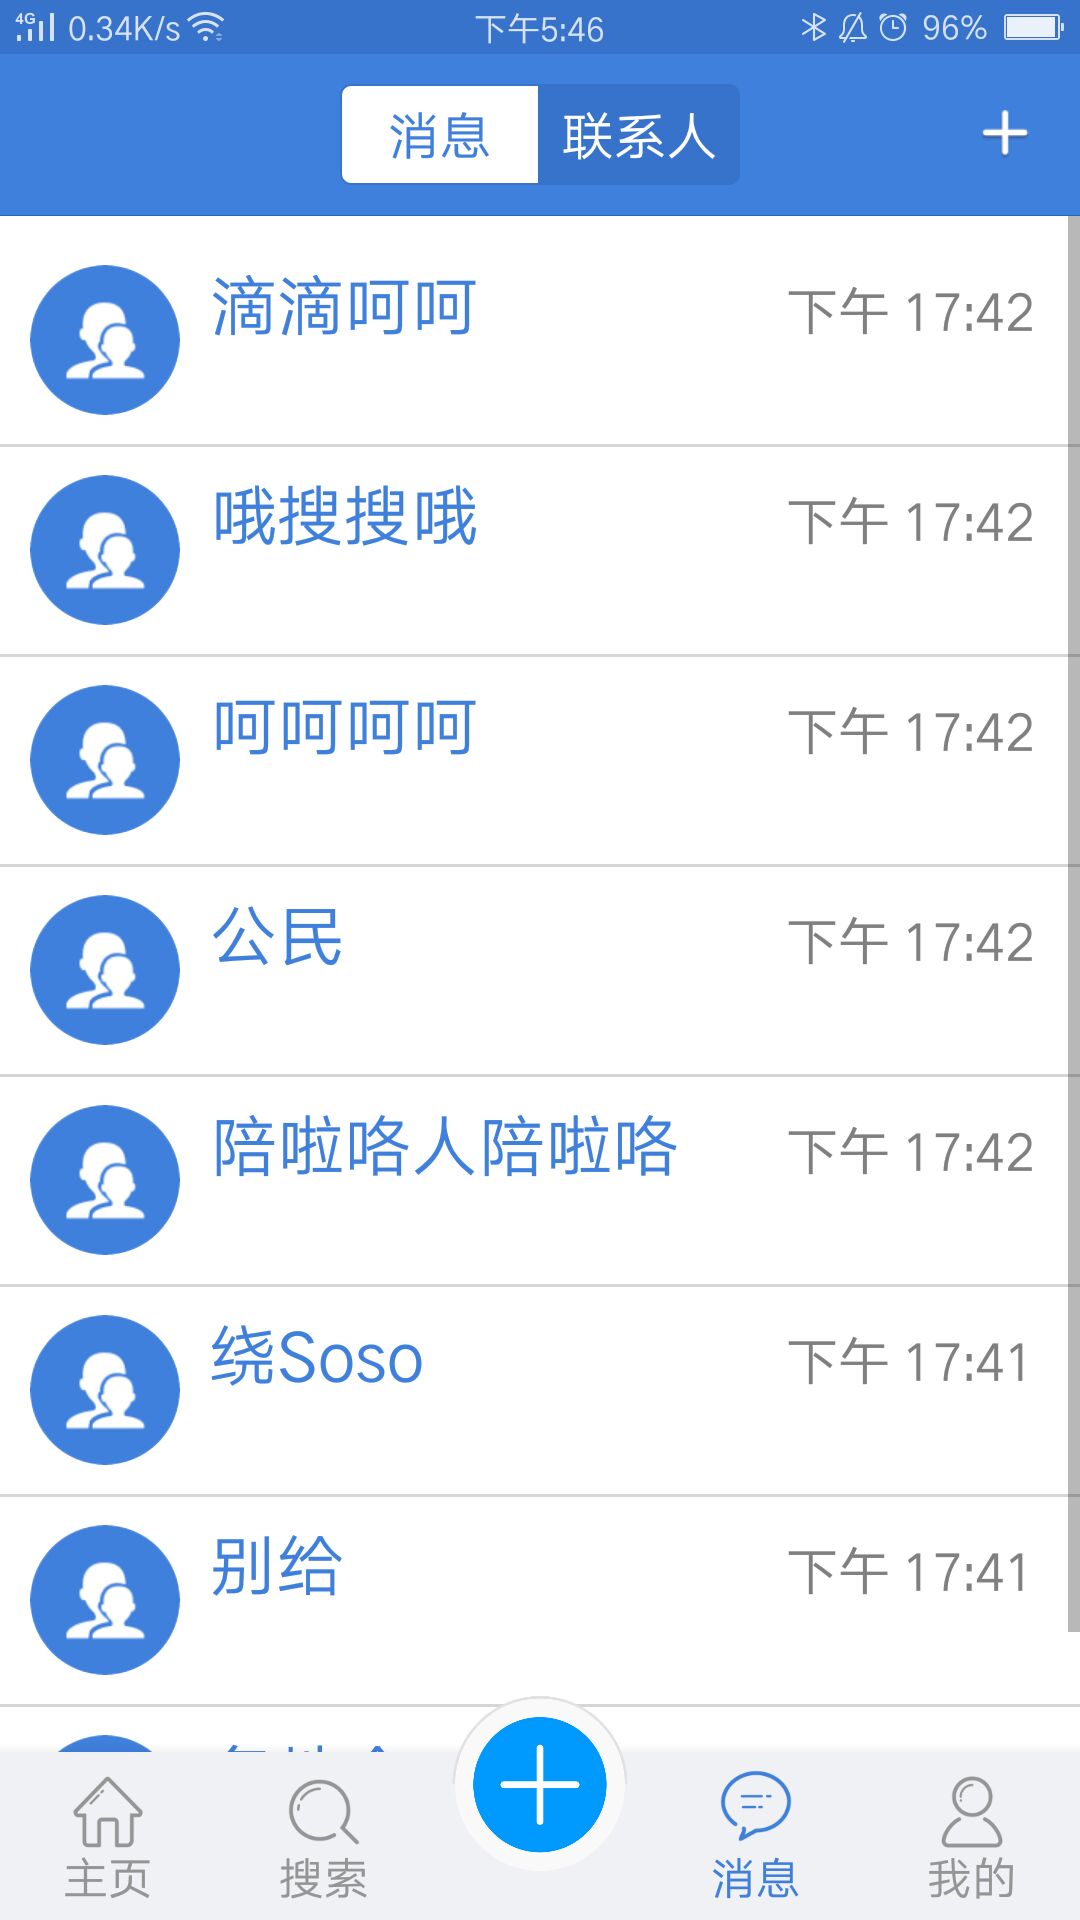 4G 0.34K/s 下午5:46 96%
消息 联系人
滴滴呵呵 下午 17:42
哦搜搜哦 下午 17:42
呵呵呵呵 下午 17:42
公民 下午 17:42
陪啦咯人陪啦咯 下午 17:42
绕Soso 下午 17:41
别给 下午 17:41
主页 搜索 消息 我的